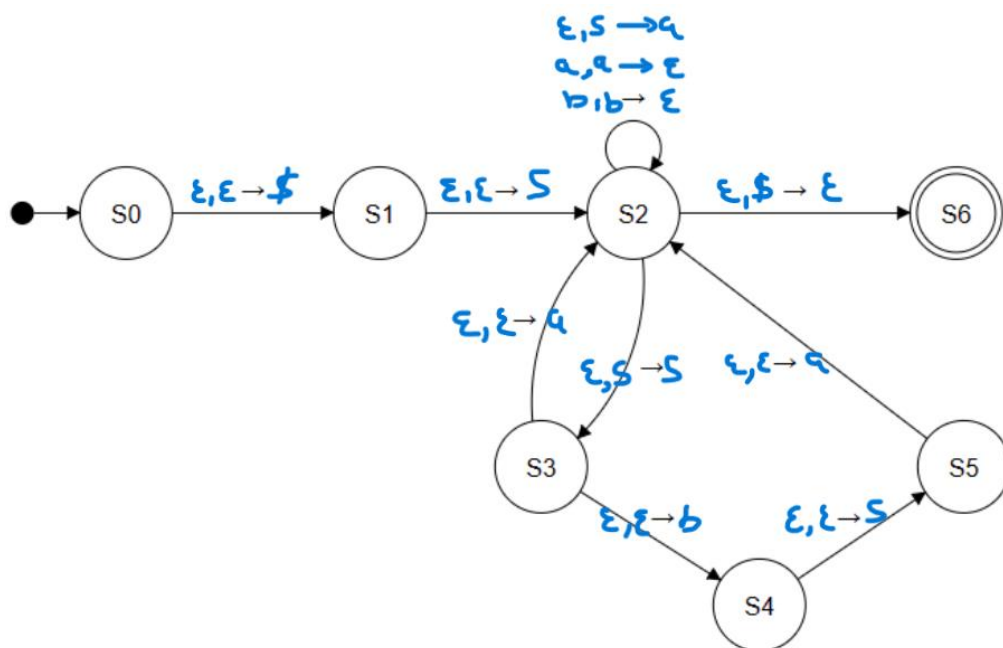 ε,S→a
a,a→ε
b,b→ε
S0
ε,ε→$
S1
ε,ε→S
S2
ε,$→ε
S6
ε,ε→a
ε,S→S
ε,ε→a
S3
S5
ε,ε→b
ε,ε→S
S4